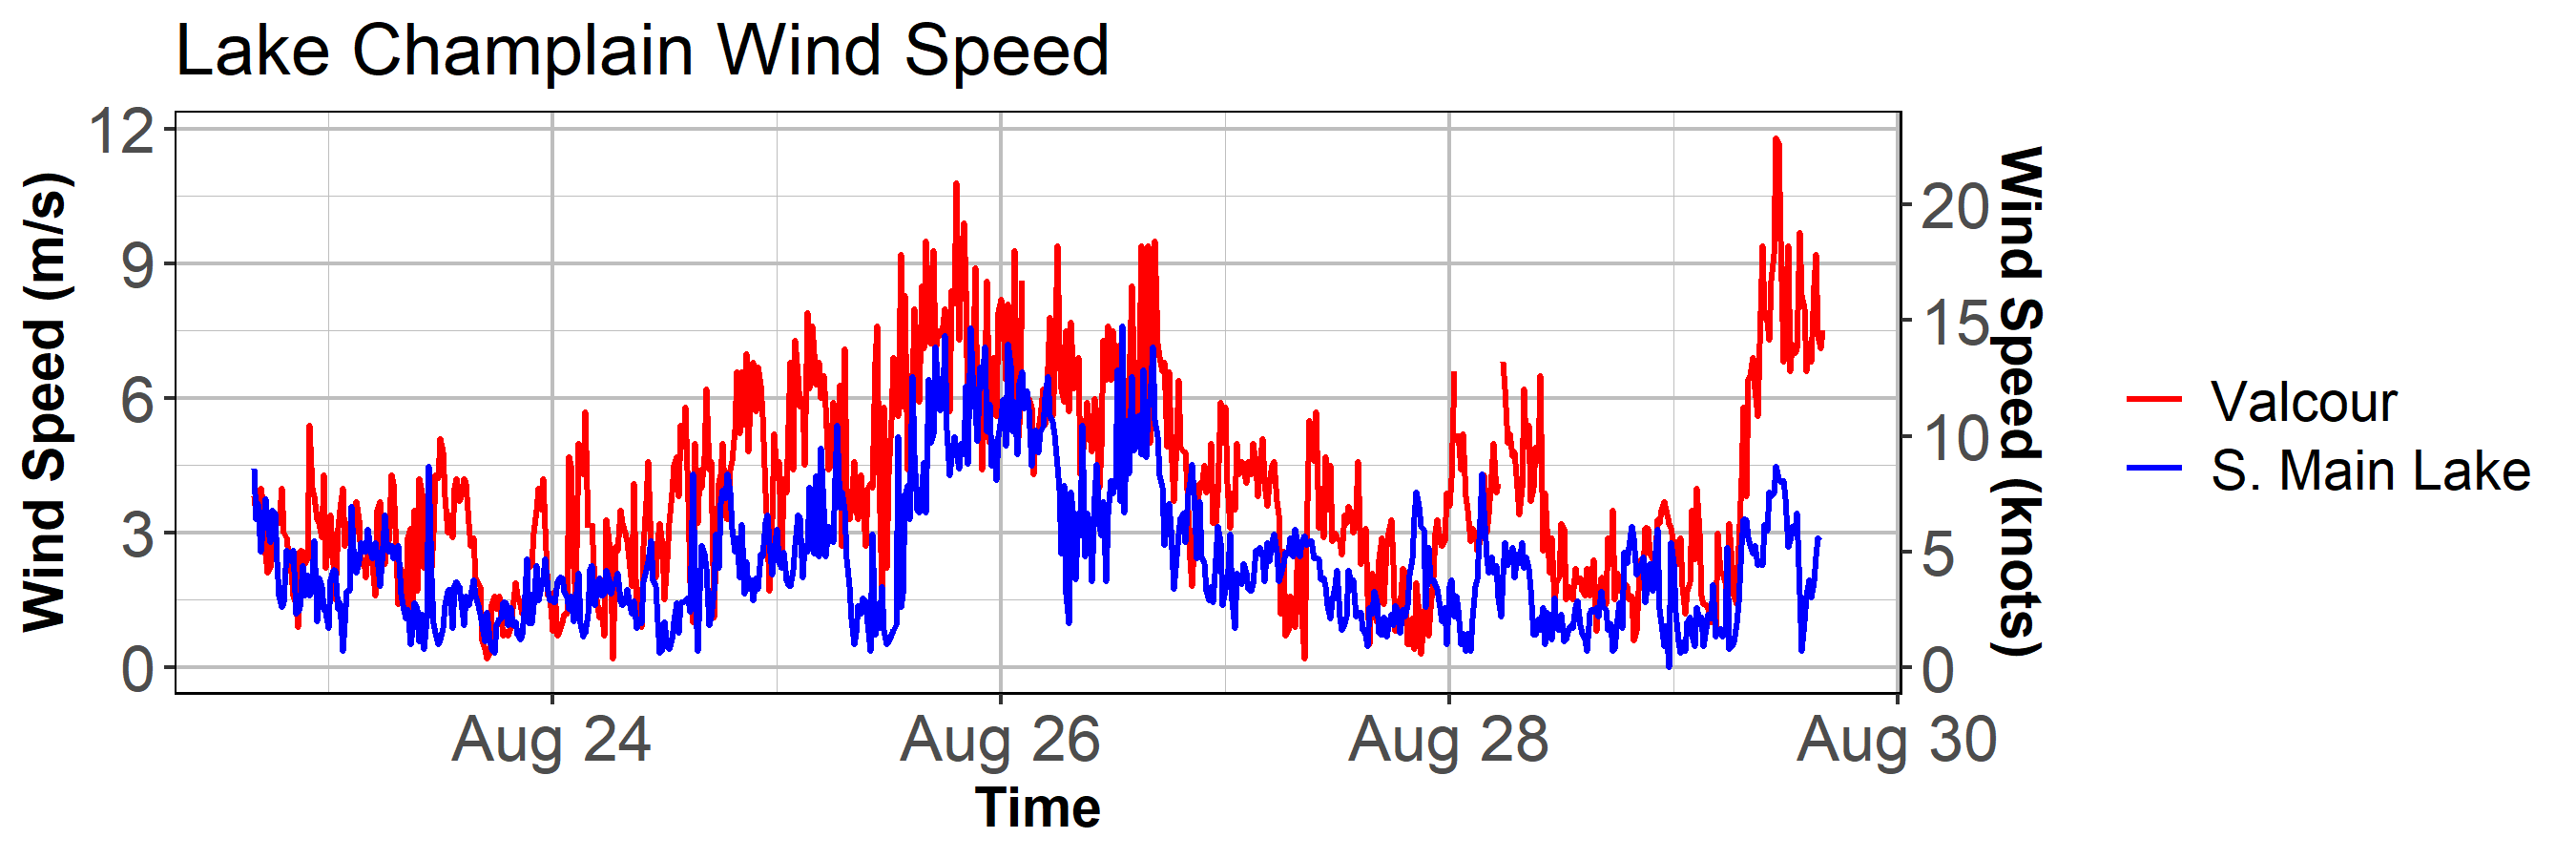 Lake Champlain Wind Speed
Wind Speed (m/s)
12
9
6
3
0
20
15
10
5
0
Wind Speed (knots)
Aug 24
Aug 26
Aug 28
Aug 30
Time
Valcour
S. Main Lake